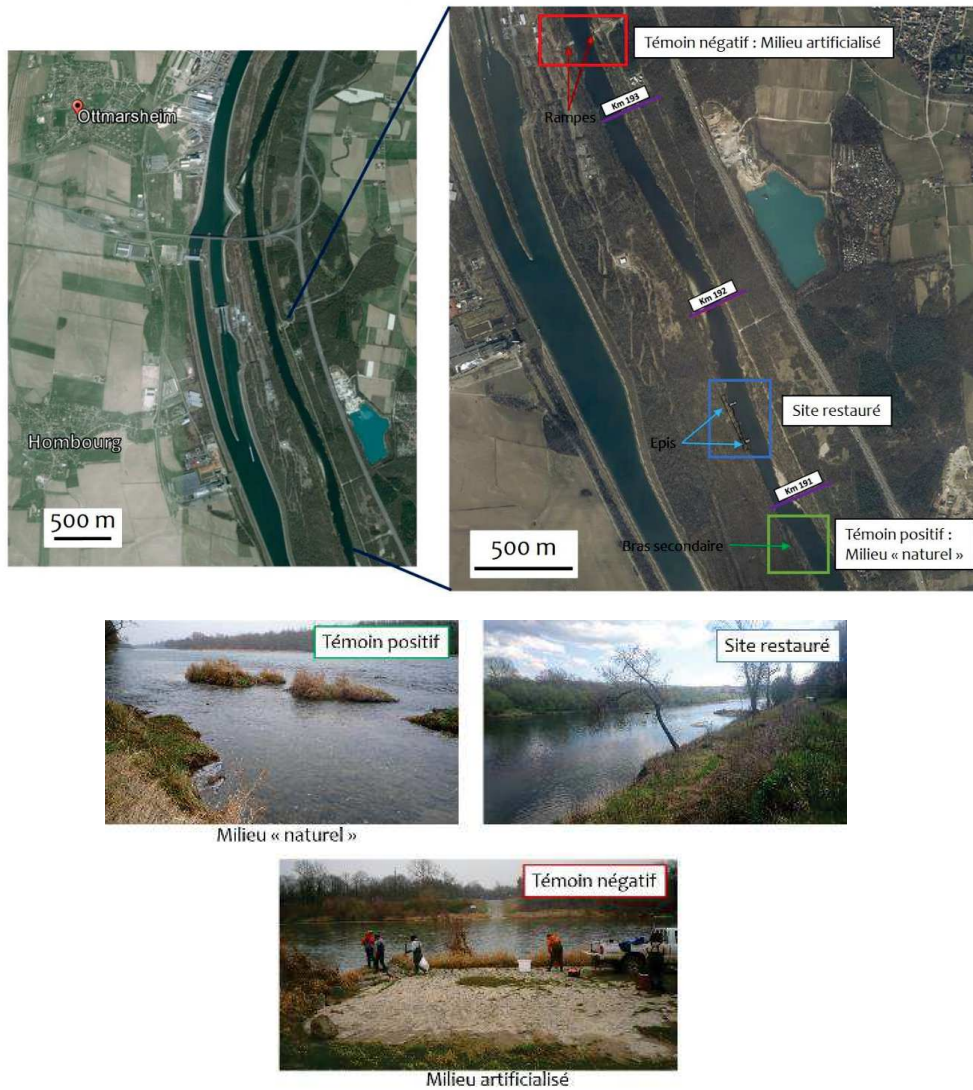 Ottmarsheim
Hombourg
500 m
Témoin négatif : Milieu artificialisé
Rampes
Km 193
Km 192
Site restauré
Epis
Km 191
500 m
Bras secondaire
Témoin positif :
Milieu « naturel »
Témoin positif
Milieu « naturel »
Site restauré
Témoin négatif
Milieu artificialisé